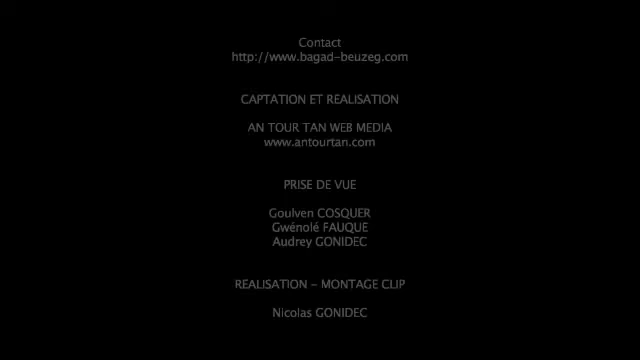 Contact
http://www.bagad-beuzeg.com
CAPTATION ET REALISATION
AN TOUR TAN WEB MEDIA
www.antourtan.com
PRISE DE VUE
Goulven COSQUER
Gwénolé FAUQUE
Audrey GONIDEC
REALISATION - MONTAGE CLIP
Nicolas GONIDEC